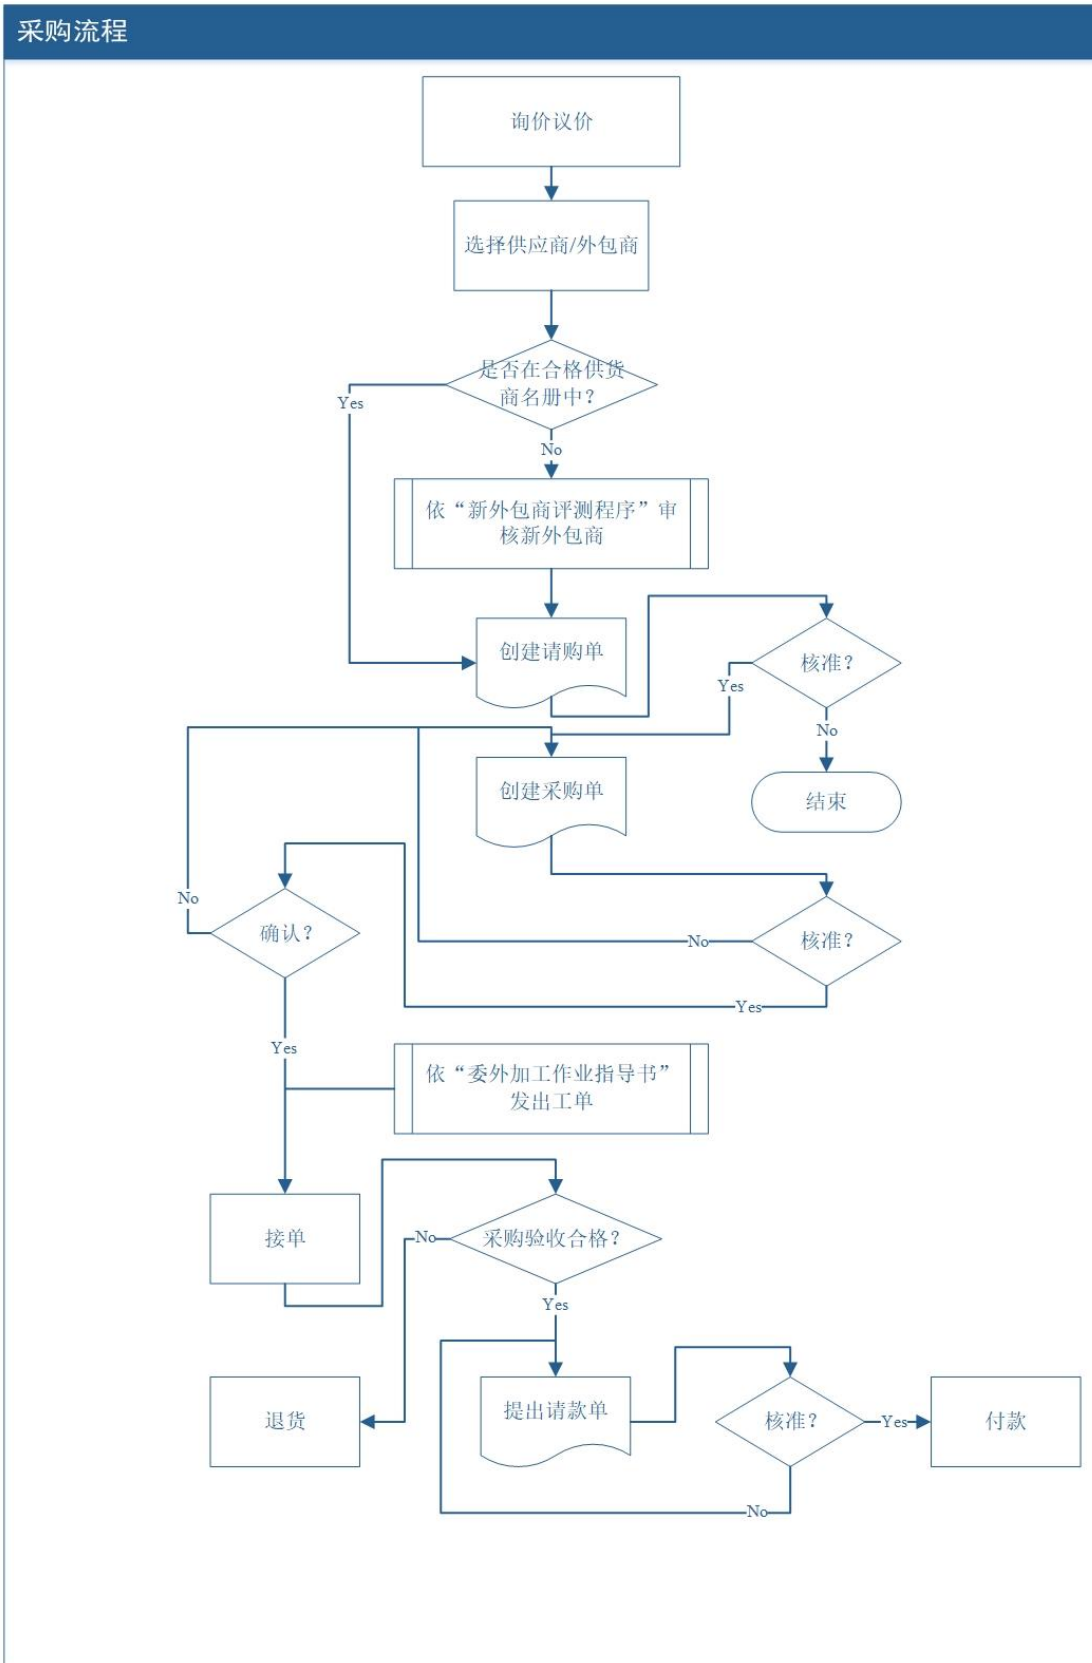 采购流程
询价议价
选择供应商/外包商
是否在合格供货
商名册中？
Yes
No
依“新外包商评测程序”审
核新外包商
创建请购单
核准？
Yes
No
创建采购单
结束
No
确认？
No
核准？
Yes
Yes
依“委外加工作业指导书”
发出工单
接单
No
采购验收合格？
Yes
退货
提出请款单
核准？
Yes
付款
No